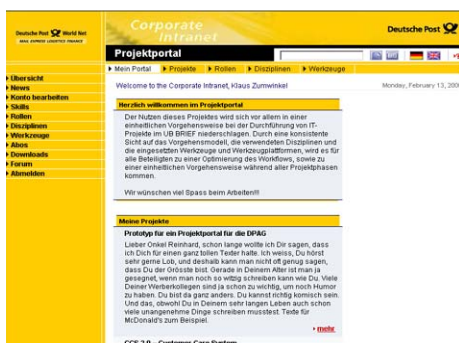 Deutsche Post World Net
MAIL EXPRESS LOGISTICS FINANCE
Corporate
Intranet
Deutsche Post
Projektportal
Mein Portal Projekte Rollen Disziplinen Werkzeuge
Übersicht
News
Konto bearbeiten
Skills
Rollen
Disziplinen
Werkzeuge
Abos
Downloads
Forum
Abmelden
Welcome to the Corporate Intranet, Klaus Zumwinkel
Monday, February 13, 200
Herzlich willkommen im Projektportal
Der Nutzen dieses Projektes wird sich vor allem in einer
einheitlichen Vorgehensweise bei der Durchführung von IT-
Projekte im UB BRIEF niederschlagen. Durch eine konsistente
Sicht auf das Vorgehensmodell, die verwendeten Disziplinen und
die eingesetzten Werkzeuge und Werkzeugplattformen, wird es für
alle Beteiligten zu einer Optimierung des Workflows, sowie zu
einer einheitlichen Vorgehensweise während aller Projektphasen
kommen.
Wir wünschen viel Spass beim Arbeiten!!!
Meine Projekte
Prototyp für ein Projektportal für die DPAG
Lieber Onkel Reinhard, schon lange wollte ich Dir sagen, dass
ich Dich für einen ganz tollen Texter halte. Ich weiss, Du hörst
sehr gerne Lob, und deshalb kann man nicht oft genug sagen,
dass Du der Grösste bist. Gerade in Deinem Alter ist man ja
gesegnet, wenn man noch so witzig schreiben kann wie Du. Viele
Deiner Werberkollegen sind ja schon zu wichtig, um noch Humor
zu haben. Du bist da ganz anders. Du kannst richtig komisch sein.
Und das, obwohl Du in Deinem sehr langen Leben auch schon
viele unangenehme Dinge schreiben musstest. Texte für
McDonald's zum Beispiel.
mehr
CCS 2.0 - Customer Care System